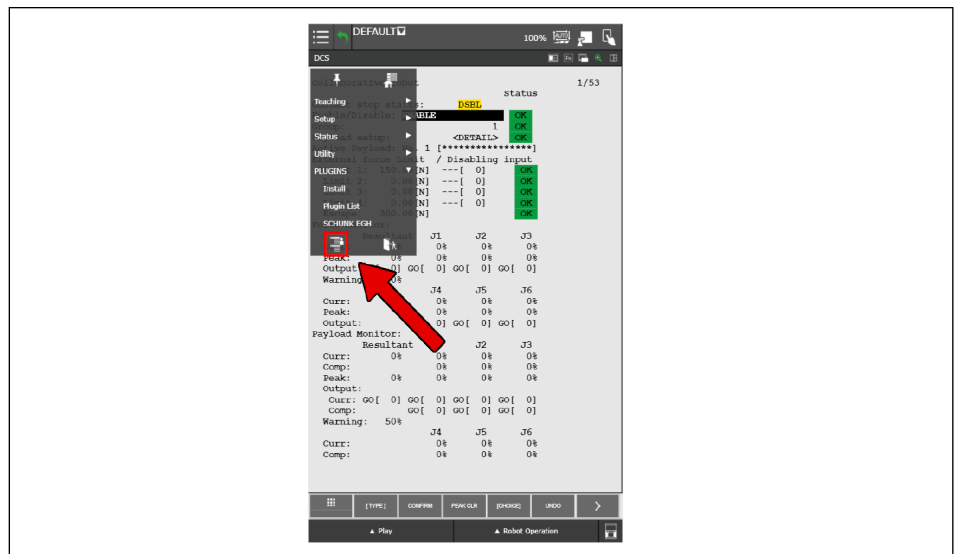 DEFAULT
100% AUTO
DCS
Fn
1/53
status
DSBL
Teaching
OK
Setup
1 OK
Status
<DETAIL> OK
1 [****************]
Utility
/ Disabling input
PLUGINS
[N] ---[ 0] OK
Install
[N] ---[ 0] OK
[N] ---[ 0] OK
Plugin List
[N] ---[ 0] OK
[N] OK
SCHUNK EGH
Resultant J1 J2 J3
0% 0% 0%
Peak: 0% 0% 0% 0%
Output 0] GO[ 0] GO[ 0] GO[ 0]
Warning 0%
J4 J5 J6
Curr: 0% 0% 0%
Peak: 0% 0% 0%
Output: 0] GO[ 0] GO[ 0]
Payload Monitor:
Resultant J2 J3
Curr: 0% 0% 0% 0%
Comp: 0% 0% 0%
Peak: 0% 0% 0% 0%
Output:
Curr: GO[ 0] GO[ 0] GO[ 0] GO[ 0]
Comp: GO[ 0] GO[ 0] GO[ 0]
Warning: 50%
J4 J5 J6
Curr: 0% 0% 0%
Comp: 0% 0% 0%
[ TYPE ] CONFIRM PEAK CLR [CHOICE] UNDO >
▲ Play ▲ Robot Operation